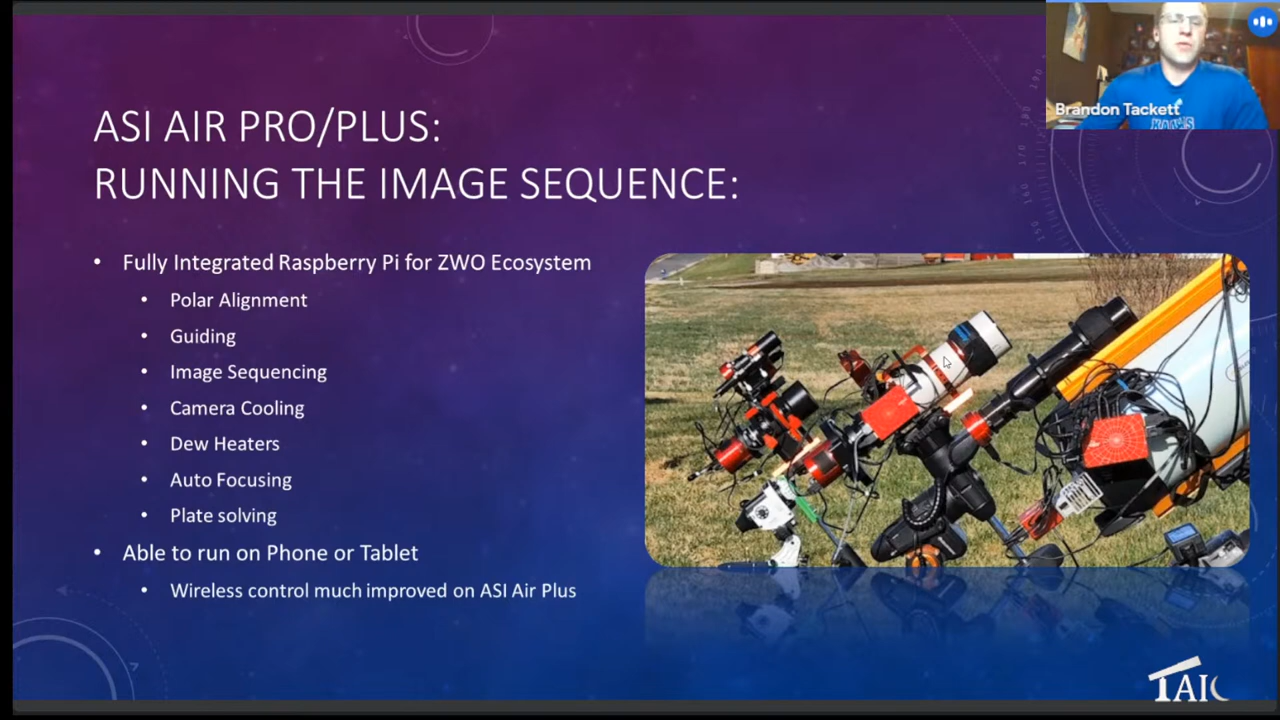 ASI AIR PRO/PLUS:
RUNNING THE IMAGE SEQUENCE:
• Fully Integrated Raspberry Pi for ZWO Ecosystem
• Polar Alignment
• Guiding
• Image Sequencing
• Camera Cooling
• Dew Heaters
• Auto Focusing
• Plate solving
• Able to run on Phone or Tablet
• Wireless control much improved on ASI Air Plus
Brandon Tackett
TAIC